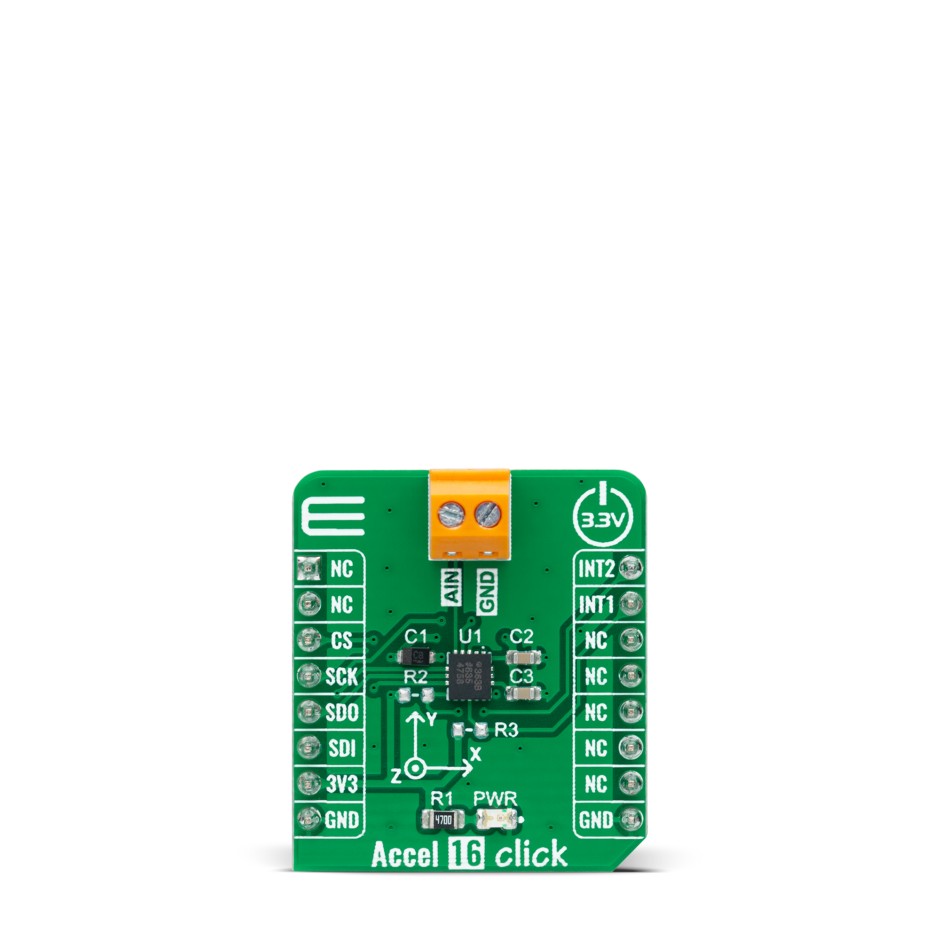 3.3V
NC
NC
CS
SCK
SDO
SDI
3V3
GND
AIN
GND
INT2
INT1
NC
NC
NC
NC
NC
GND
C1
U1
C2
R2
C3
Y
R3
X
Z
R1
PWR
4700
Accel 16 click